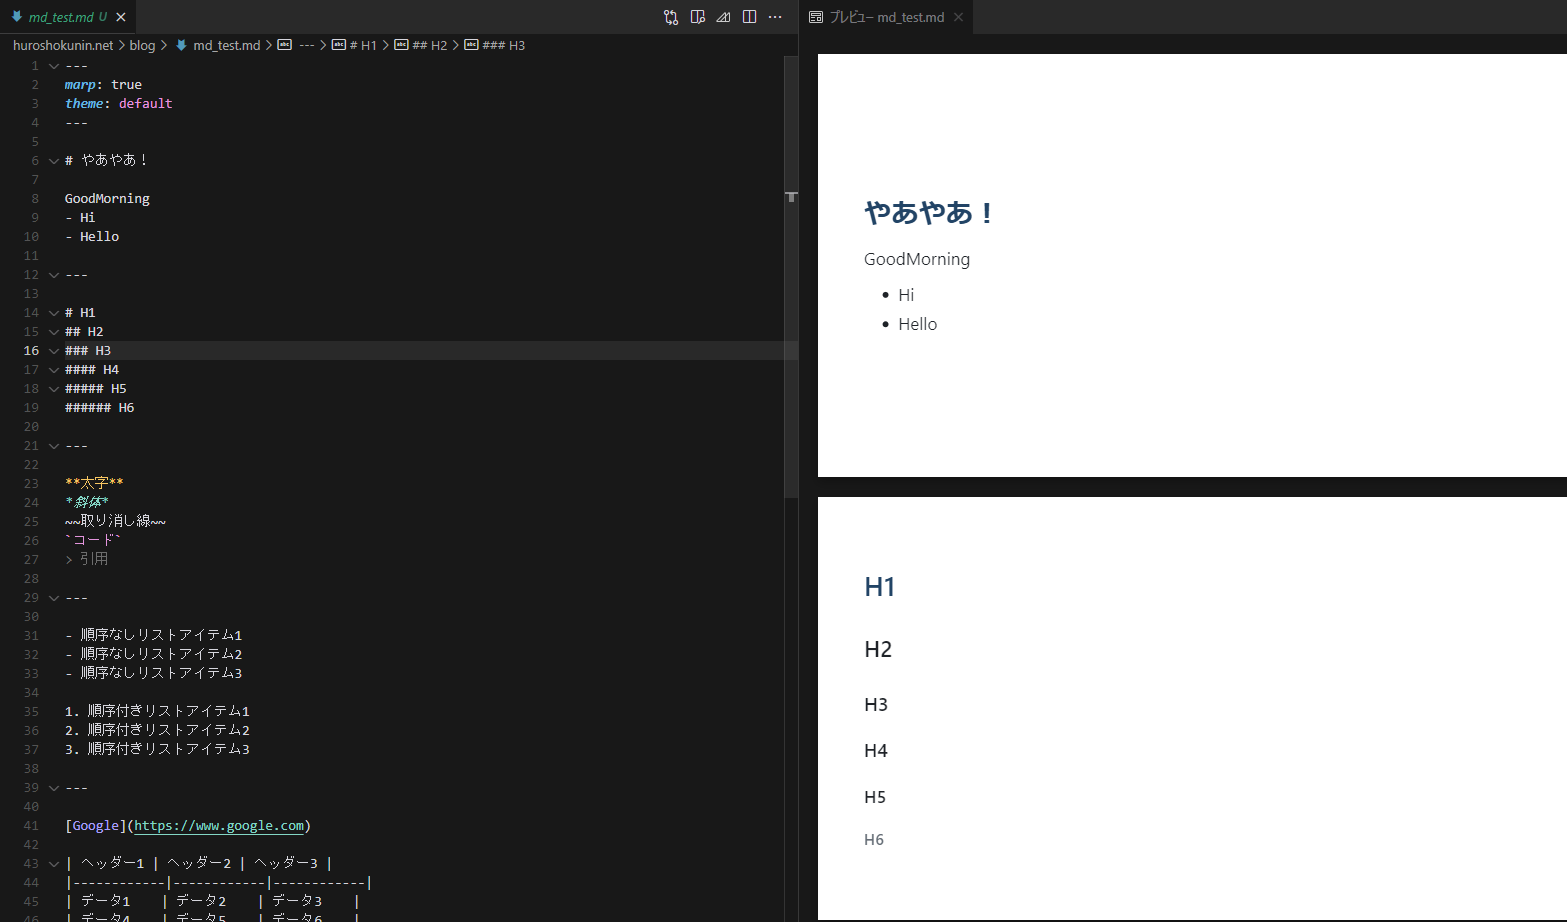 md_test.md U
プレビュー md_test.md
huroshokunin.net > blog > md_test.md > --- > # H1 > ## H2 > ### H3
1 ---
2 marp: true
3 theme: default
4 ---
5
6 # やあやあ！
7
8 GoodMorning
9 - Hi
10 - Hello
11
12 ---
13
14 # H1
15 ## H2
16 ### H3
17 #### H4
18 ##### H5
19 ###### H6
20
21 ---
22
23 **太字**
24 *斜体*
25 ~~取り消し線~~
26 `コード`
27 > 引用
28
29 ---
30
31 - 順序なしリストアイテム1
32 - 順序なしリストアイテム2
33 - 順序なしリストアイテム3
34
35 1. 順序付きリストアイテム1
36 2. 順序付きリストアイテム2
37 3. 順序付きリストアイテム3
38
39 ---
40
41 [Google](https://www.google.com)
42
43 | ヘッダー1 | ヘッダー2 | ヘッダー3 |
44 |------------|------------|------------|
45 | データ1    | データ2    | データ3    |
46 | データ4    | データ5    | データ6    |
やあやあ！
GoodMorning
• Hi
• Hello
H1
H2
H3
H4
H5
H6